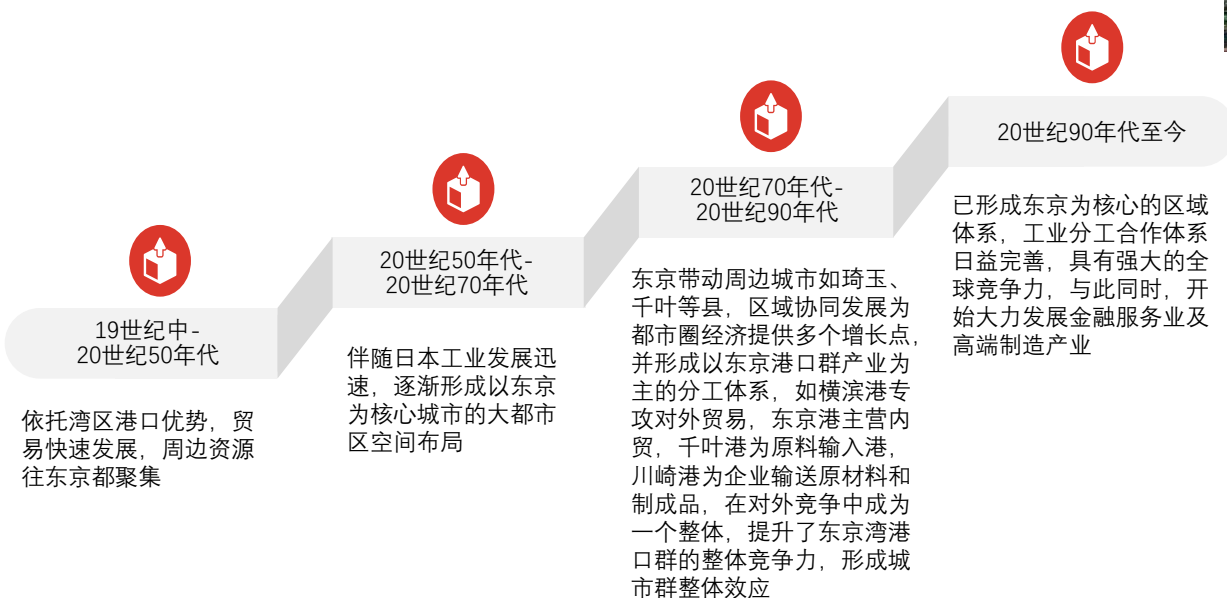 19世纪中-
20世纪50年代
依托湾区港口优势，贸
易快速发展，周边资源
往东京都聚集
20世纪50年代-
20世纪70年代
伴随日本工业发展迅
速，逐渐形成以东京
为核心城市的大都市
区空间布局
20世纪70年代-
20世纪90年代
东京带动周边城市如琦玉、
千叶等县，区域协同发展为
都市圈经济提供多个增长点，
并形成以东京港口群产业为
主的分工体系，如横滨港专
攻对外贸易，东京港主营内
贸，千叶港为原料输入港，
川崎港为企业输送原材料和
制成品，在对外竞争中成为
一个整体，提升了东京湾港
口群的整体竞争力，形成城
市群整体效应
20世纪90年代至今
已形成东京为核心的区域
体系，工业分工合作体系
日益完善，具有强大的全
球竞争力，与此同时，开
始大力发展金融服务业及
高端制造产业